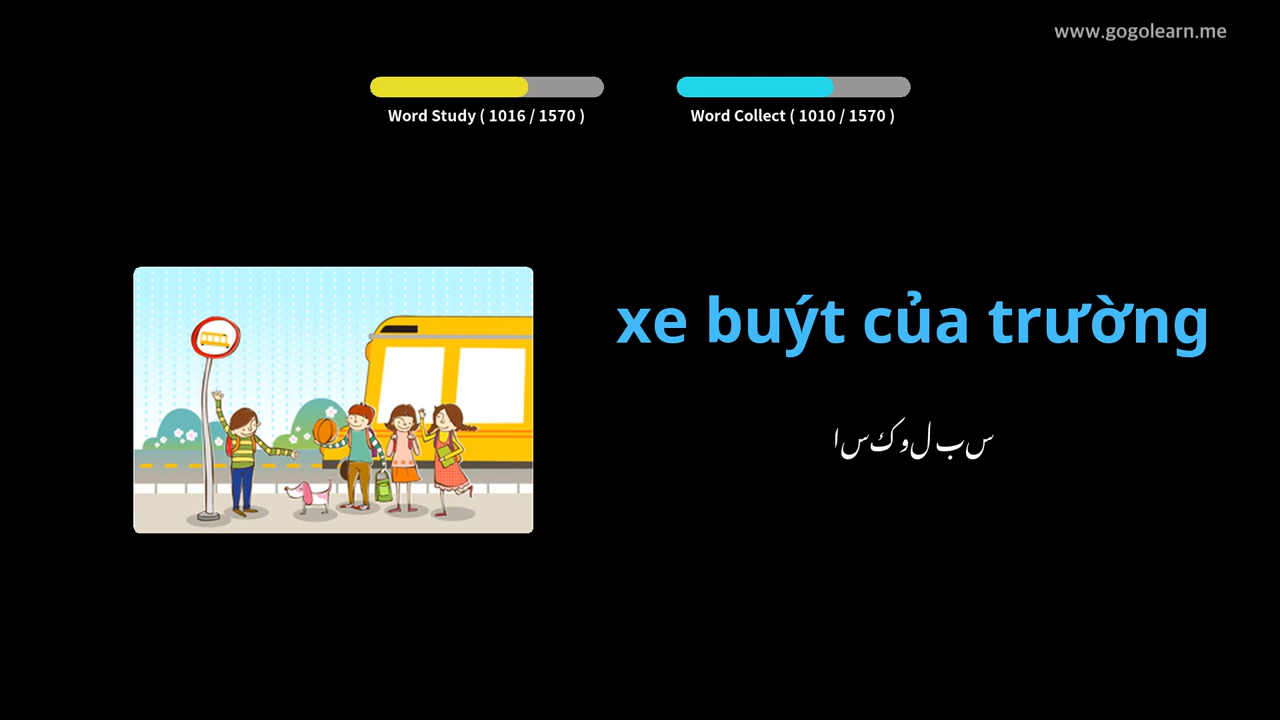 www.gogolearn.me
Word Study ( 1016 / 1570 )
Word Collect ( 1010 / 1570 )
xe buýt của trường
اسکول بس